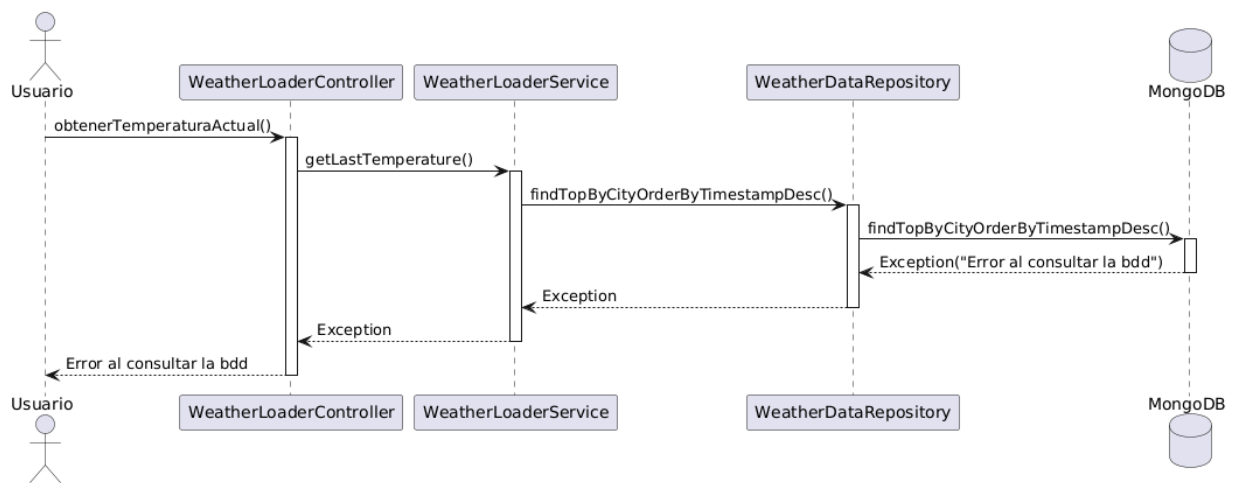 Usuario
WeatherLoaderController
WeatherLoaderService
WeatherDataRepository
MongoDB
obtenerTemperaturaActual()
getLastTemperature()
findTopByCityOrderByTimestampDesc()
findTopByCityOrderByTimestampDesc()
Exception("Error al consultar la bdd")
Exception
Exception
Error al consultar la bdd
Usuario
WeatherLoaderController
WeatherLoaderService
WeatherDataRepository
MongoDB